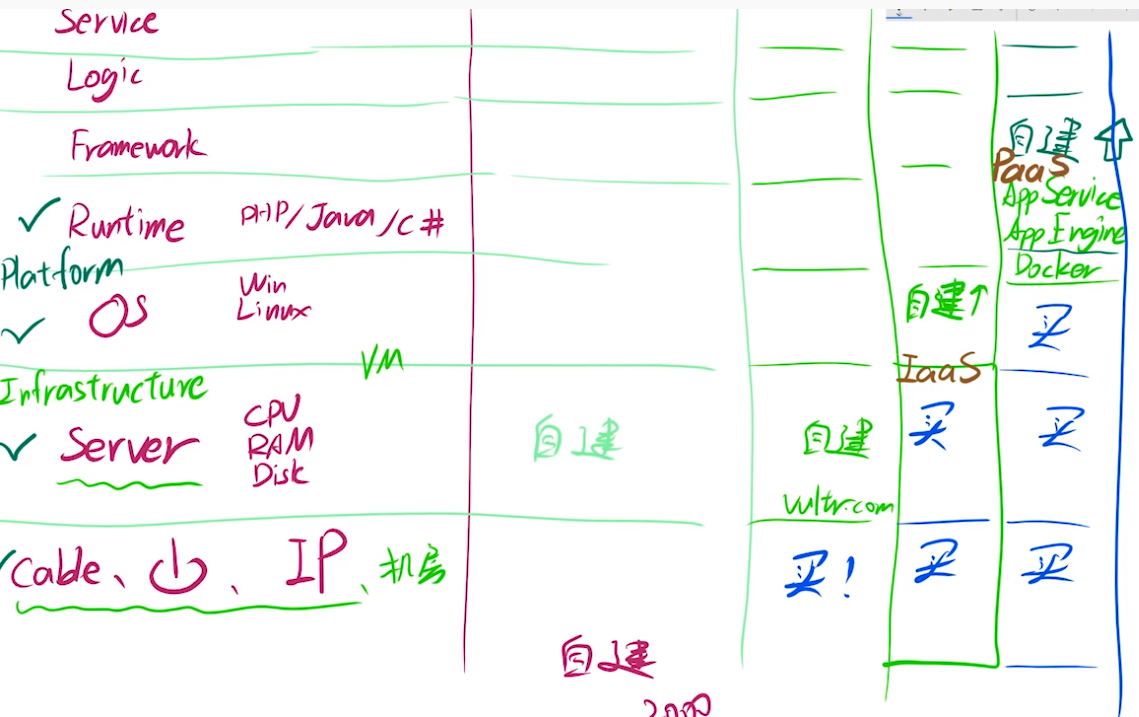 Service
Logic
Framework
自建
PaaS
App Service
App Engine
Docker
Runtime PHP/Java/C#
Platform
OS Win
Linux
自建↑
买
VM
IaaS
Infrastructure
Server CPU
RAM
Disk
自建
自建
买
买
vultr.com
Cable、 、 IP、机房
买!
买
买
自建
2000